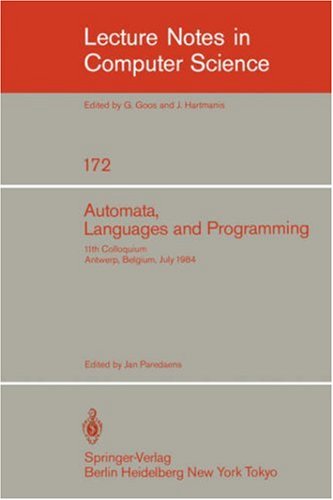 Lecture Notes in
Computer Science
Edited by G. Goos and J. Hartmanis
172
Automata,
Languages and Programming
11th Colloquium
Antwerp, Belgium, July 1984
Edited by Jan Paredaens
Springer-Verlag
Berlin Heidelberg New York Tokyo